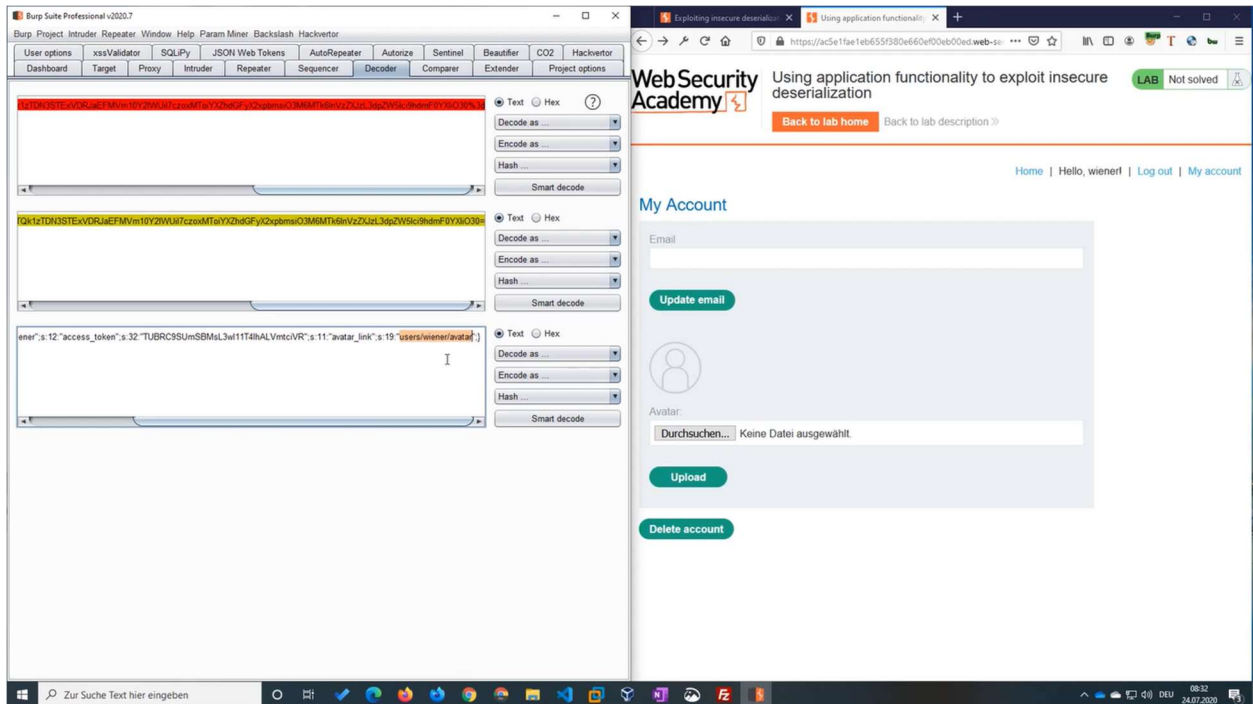 Burp Suite Professional v2020.7
Burp Project Intruder Repeater Window Help Param Miner Backslash Hackvertor
User options xssValidator SQLiPy JSON Web Tokens AutoRepeater Autorize Sentinel Beautifier CO2 Hackvertor
Dashboard Target Proxy Intruder Repeater Sequencer Decoder Comparer Extender Project options
Text Hex ?
Decode as ...
Encode as ...
Hash ...
Smart decode
Text Hex
Decode as ...
Encode as ...
Hash ...
Smart decode
ener";s:12:"access_token";s:32:"TUBRC9SUmSBMsL3wI11T4IhALVmtciVR";s:11:"avatar_link";s:19:"users/wiener/avatar";}
Text Hex
Decode as ...
Encode as ...
Hash ...
Smart decode
Exploiting insecure deserializat
Using application functionality
https://ac5e1fae1eb655f380e660ef00eb00ed.web-se
WebSecurity
Academy
Using application functionality to exploit insecure
deserialization
LAB Not solved
Back to lab home Back to lab description
Home | Hello, wiener! | Log out | My account
My Account
Email
Update email
Avatar:
Durchsuchen... Keine Datei ausgewählt.
Upload
Delete account
Zur Suche Text hier eingeben
DEU
08:32
24.07.2020